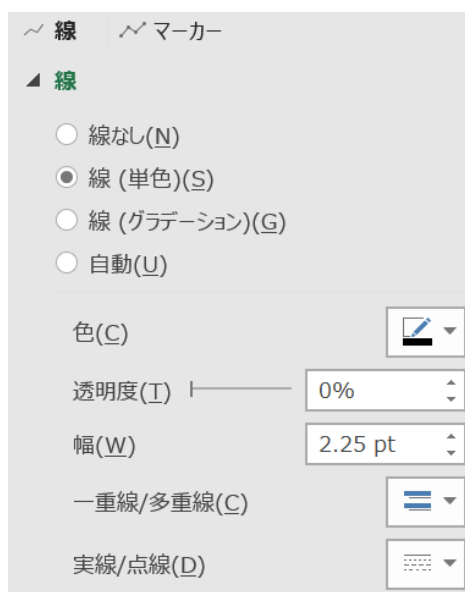 線 マーカー
線
線なし(N)
線 (単色)(S)
線 (グラデーション)(G)
自動(U)
色(C)
透明度(T) 0%
幅(W) 2.25 pt
一重線/多重線(C)
実線/点線(D)